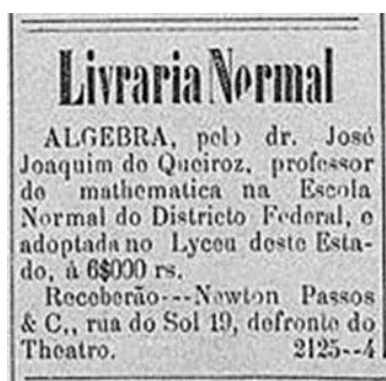 Livraria Normal
ALGEBRA, pelo dr. José
Joaquim de Queiroz, professor
de mathematica na Escola
Normal do Districto Federal, e
adoptada no Lyceu deste Esta-
do, á 6$000 rs.
Receberão---Newton Passos
& C., rua do Sol 19, defronte do
Theatro. 2125--4